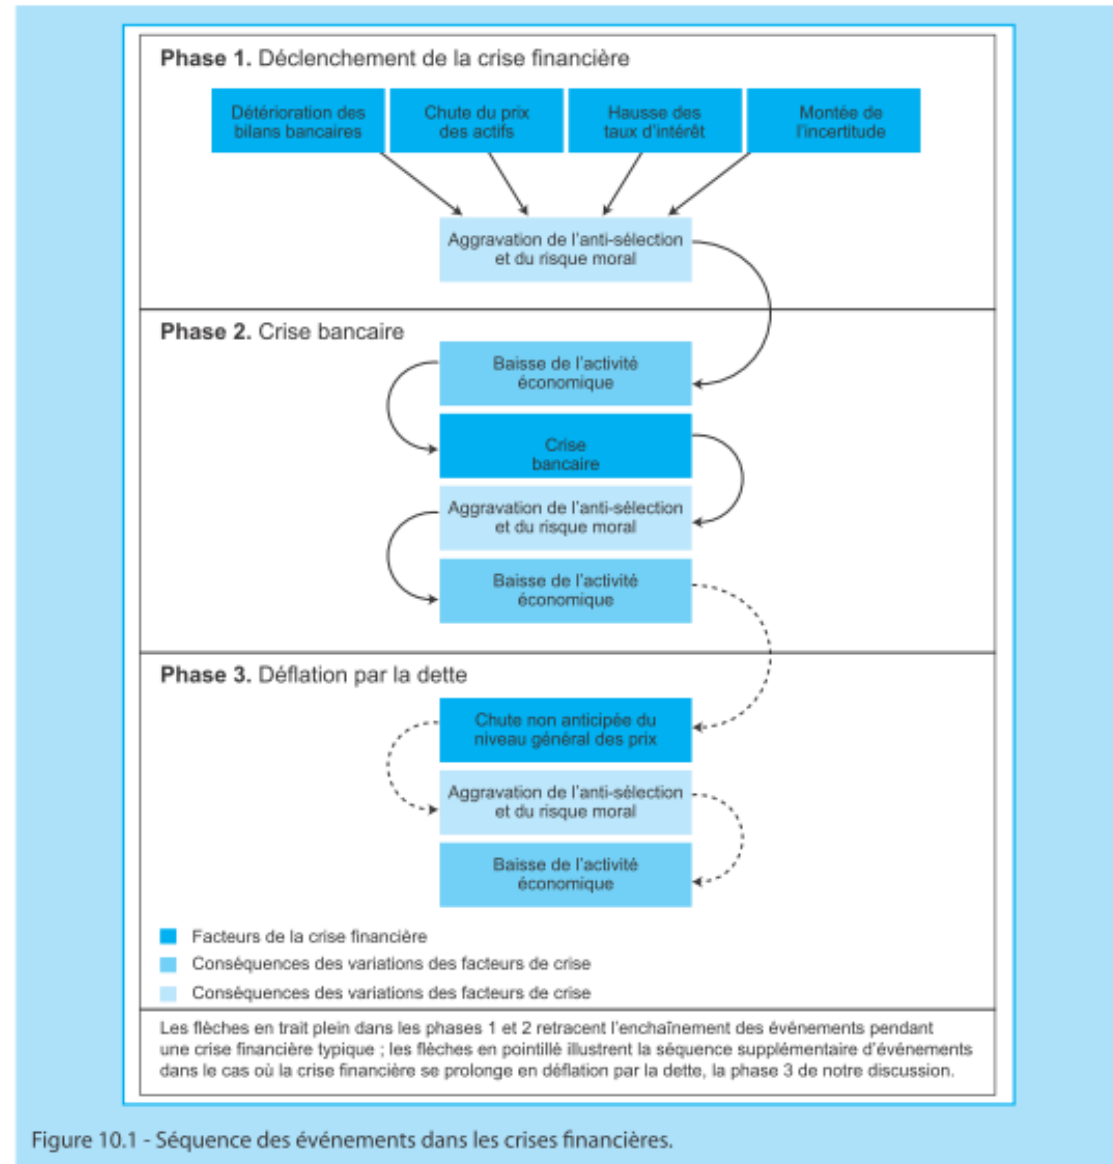 Phase 1. Déclenchement de la crise financière
Détérioration des
bilans bancaires
Chute du prix
des actifs
Hausse des
taux d'intérêt
Montée de
l'incertitude
Aggravation de l'anti-sélection
et du risque moral
Phase 2. Crise bancaire
Baisse de l'activité
économique
Crise
bancaire
Aggravation de l'anti-sélection
et du risque moral
Baisse de l'activité
économique
Phase 3. Déflation par la dette
Chute non anticipée du
niveau général des prix
Aggravation de l'anti-sélection
et du risque moral
Baisse de l'activité
économique
Facteurs de la crise financière
Conséquences des variations des facteurs de crise
Conséquences des variations des facteurs de crise
Les flèches en trait plein dans les phases 1 et 2 retracent l'enchaînement des événements pendant
une crise financière typique ; les flèches en pointillé illustrent la séquence supplémentaire d'événements
dans le cas où la crise financière se prolonge en déflation par la dette, la phase 3 de notre discussion.
Figure 10.1 - Séquence des événements dans les crises financières.